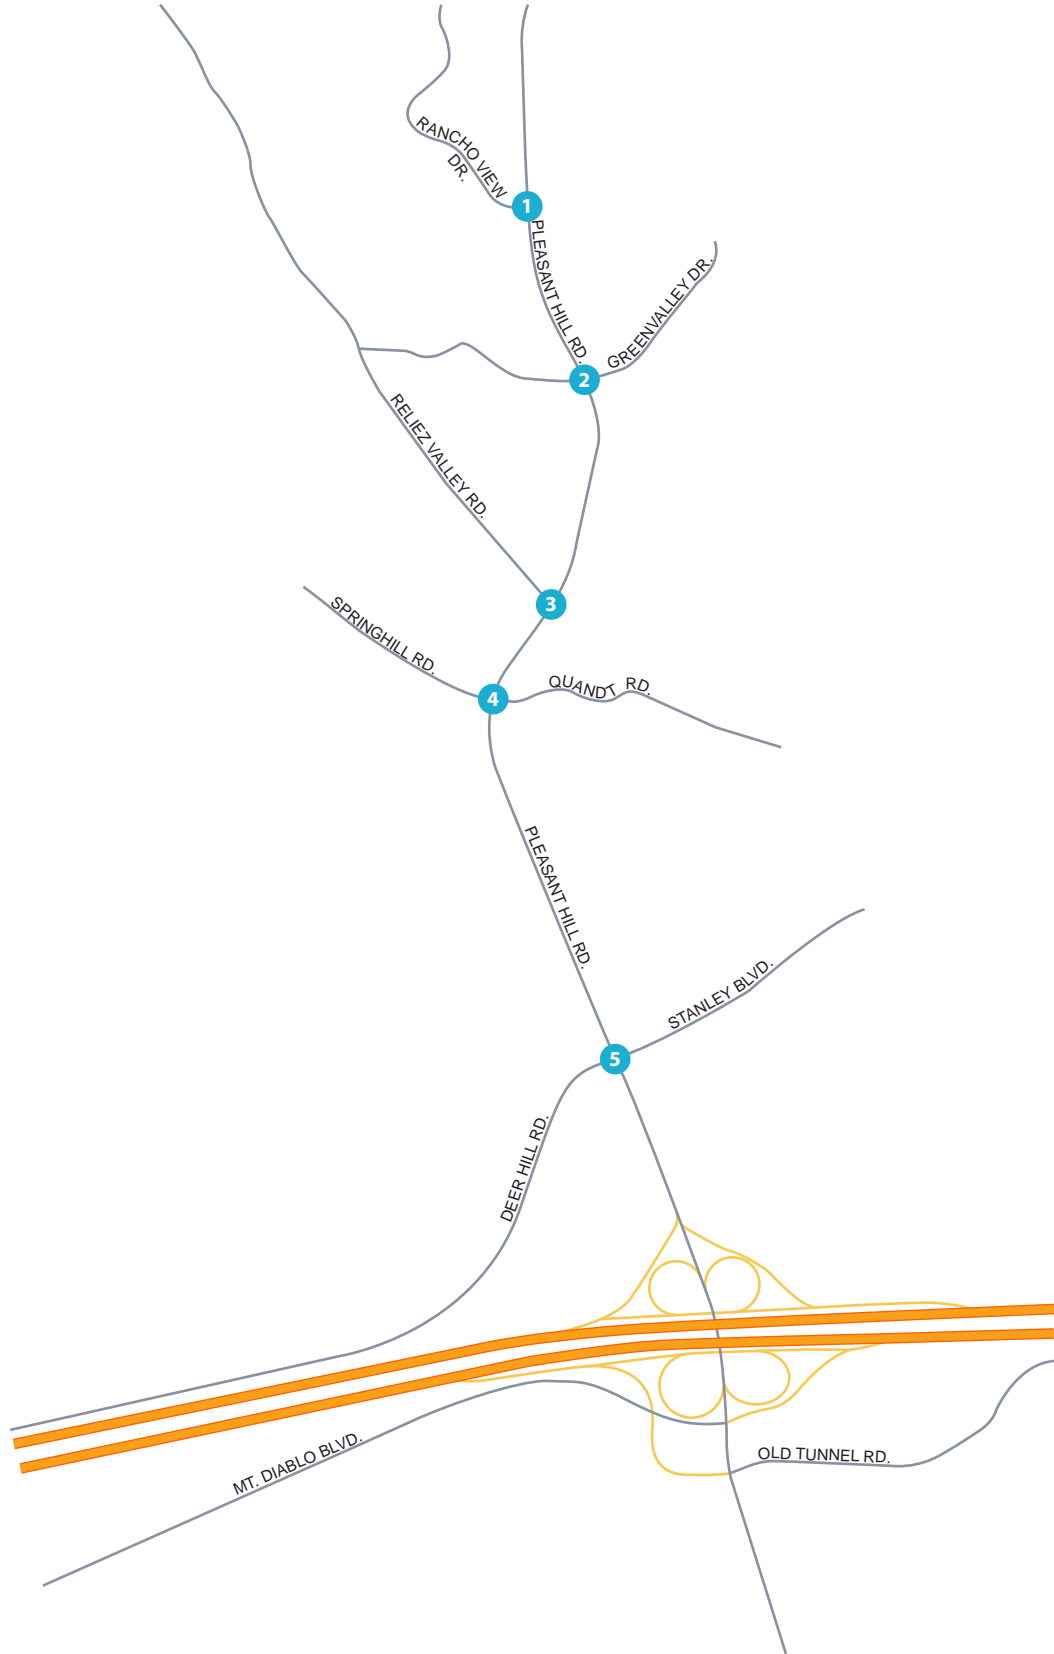 RANCHO VIEW
DR.
1
PLEASANT HILL RD.
GREENVALLEY DR.
2
RELIEZ VALLEY RD.
3
SPRINGHILL RD.
QUANDT RD.
4
PLEASANT HILL RD.
STANLEY BLVD.
5
DEER HILL RD.
MT. DIABLO BLVD.
OLD TUNNEL RD.